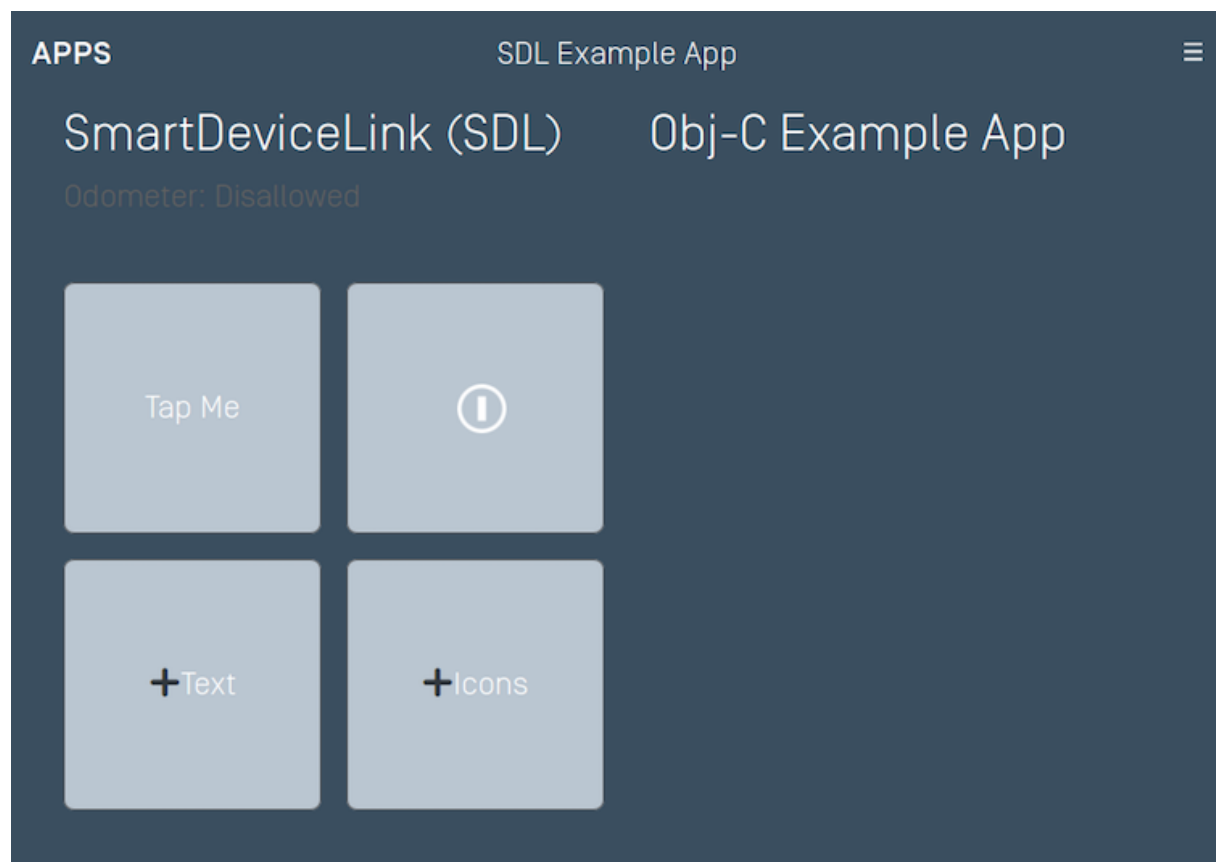 APPS SDL Example App
SmartDeviceLink (SDL) Obj-C Example App
Odometer: Disallowed
Tap Me
+Text +Icons